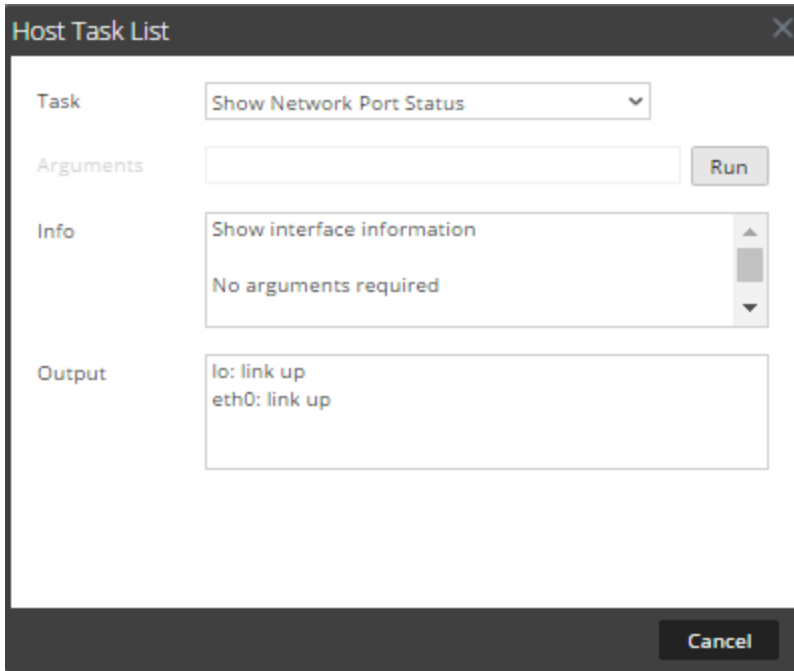 Host Task List
Task
Show Network Port Status
Arguments
Run
Info
Show interface information
No arguments required
Output
lo: link up
eth0: link up
Cancel